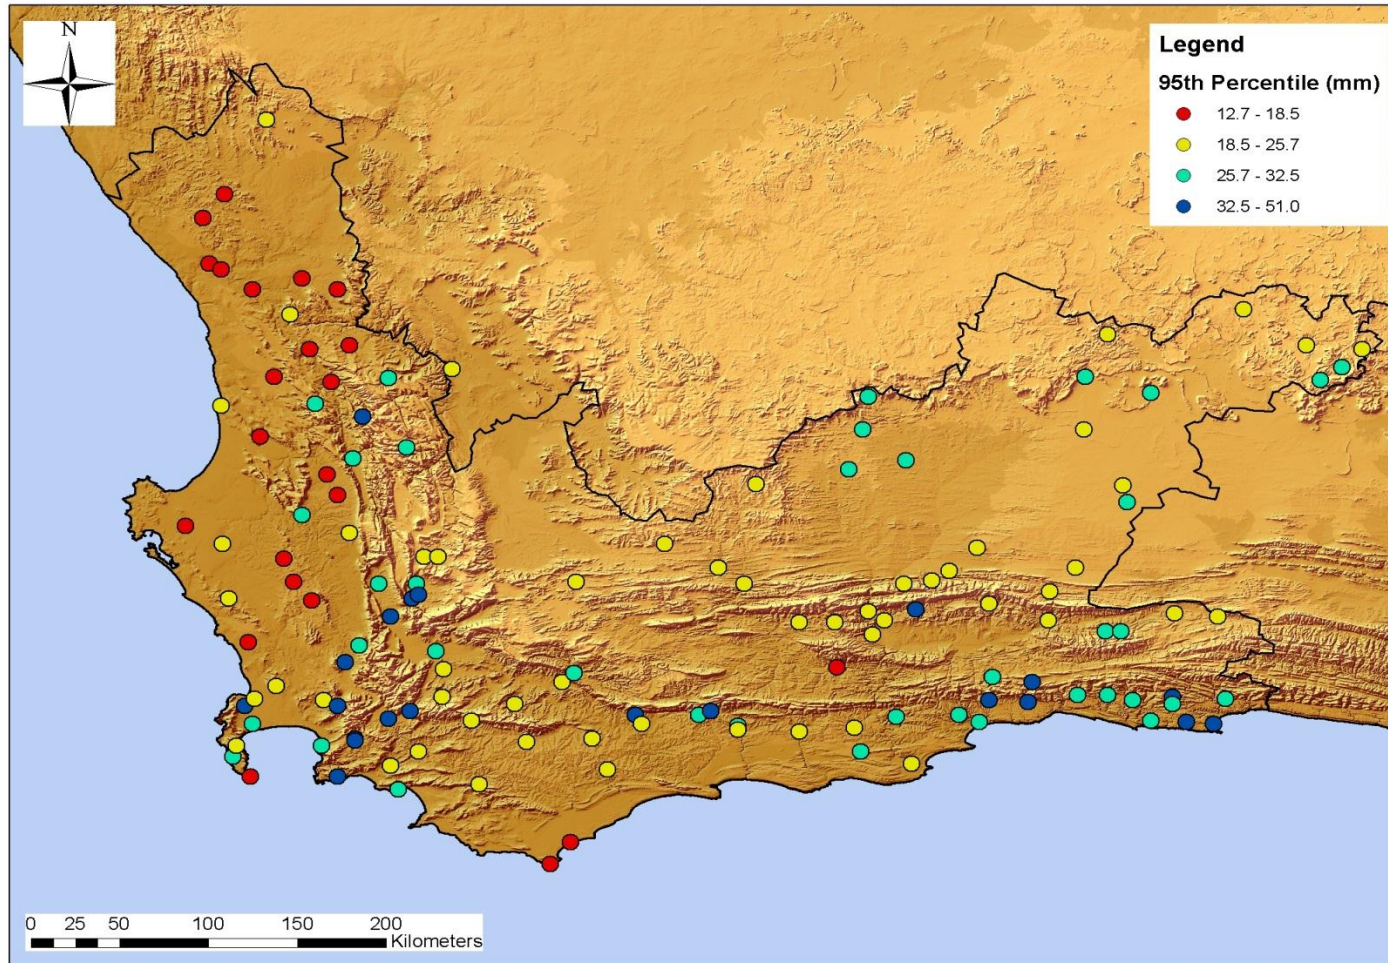 N
Legend
95th Percentile (mm)
12.7 - 18.5
18.5 - 25.7
25.7 - 32.5
32.5 - 51.0
0 25 50 100 150 200
Kilometers